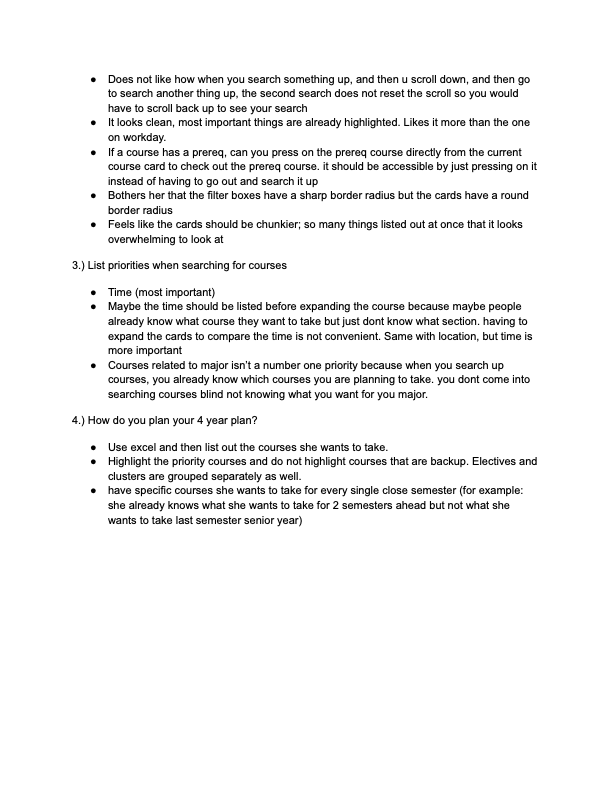 ● Does not like how when you search something up, and then u scroll down, and then go
to search another thing up, the second search does not reset the scroll so you would
have to scroll back up to see your search
● It looks clean, most important things are already highlighted. Likes it more than the one
on workday.
● If a course has a prereq, can you press on the prereq course directly from the current
course card to check out the prereq course. it should be accessible by just pressing on it
instead of having to go out and search it up
● Bothers her that the filter boxes have a sharp border radius but the cards have a round
border radius
● Feels like the cards should be chunkier; so many things listed out at once that it looks
overwhelming to look at
3.) List priorities when searching for courses
● Time (most important)
● Maybe the time should be listed before expanding the course because maybe people
already know what course they want to take but just dont know what section. having to
expand the cards to compare the time is not convenient. Same with location, but time is
more important
● Courses related to major isn’t a number one priority because when you search up
courses, you already know which courses you are planning to take. you dont come into
searching courses blind not knowing what you want for you major.
4.) How do you plan your 4 year plan?
● Use excel and then list out the courses she wants to take.
● Highlight the priority courses and do not highlight courses that are backup. Electives and
clusters are grouped separately as well.
● have specific courses she wants to take for every single close semester (for example:
she already knows what she wants to take for 2 semesters ahead but not what she
wants to take last semester senior year)